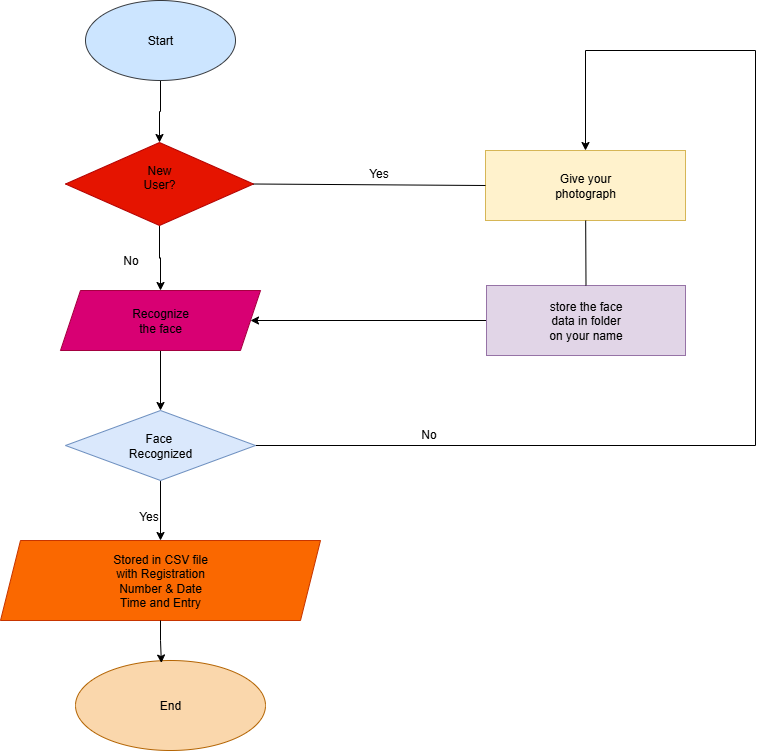 Start
New
User?
Yes
Give your
photograph
No
Recognize
the face
store the face
data in folder
on your name
Face
Recognized
No
Yes
Stored in CSV file
with Registration
Number & Date
Time and Entry
End